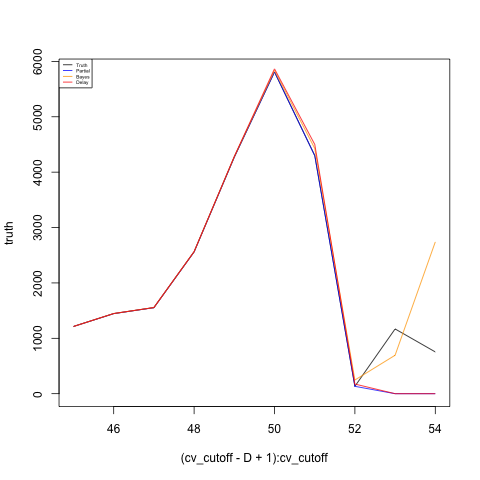 Truth
Partial
Bayes
Delay
6000
5000
4000
3000
2000
1000
0
truth
46 48 50 52 54
(cv_cutoff - D + 1):cv_cutoff